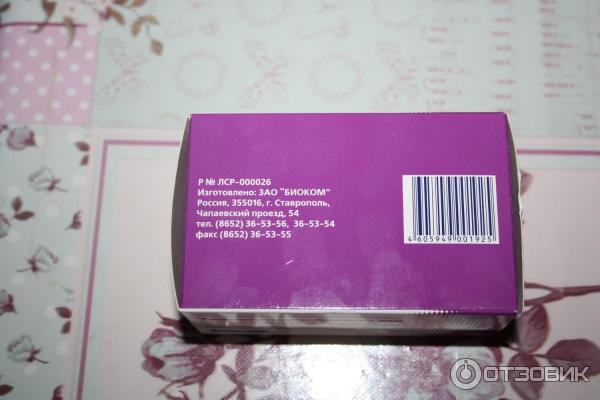 Р № ЛСР-000026
Изготовлено: ЗАО "БИОКОМ"
Россия, 355016, г. Ставрополь,
Чапаевский проезд, 54
тел. (8652) 36-53-56, 36-53-54
факс (8652) 36-53-55
4 605949 001925
ОТЗОВИК